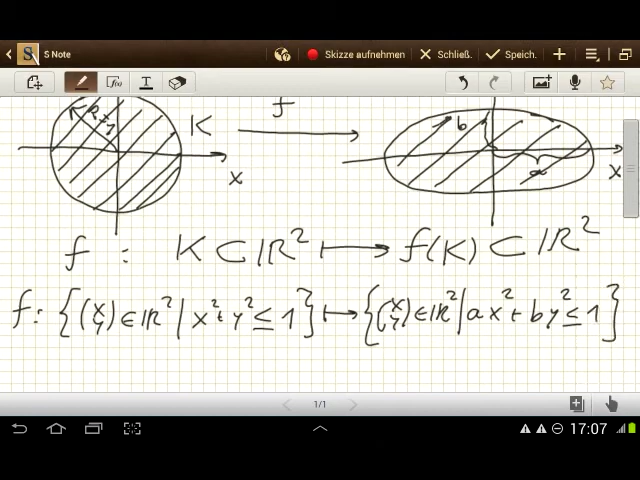 S Note
Skizze aufnehmen
Schließ.
Speich.
R=1
K
f
b
a
x
x
f : K ⊂ ℝ² ↦ f(K) ⊂ ℝ²
f: {(x y) ∈ ℝ² | x² + y² ≤ 1} ↦ {(x y) ∈ ℝ² | ax² + by² ≤ 1}
1/1
17:07